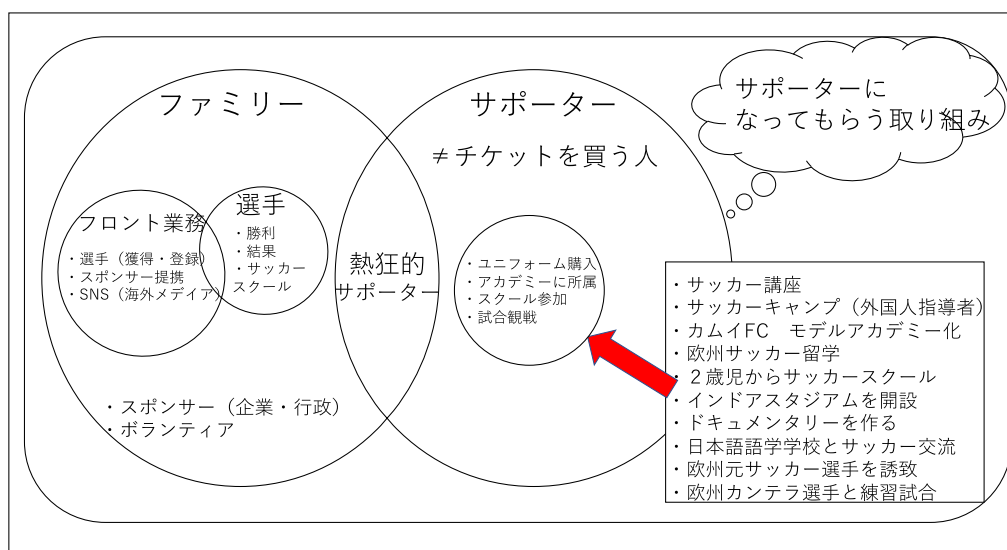 ファミリー
サポーター
≠チケットを買う人
サポーターに
なってもらう取り組み
フロント業務
・選手（獲得・登録）
・スポンサー提携
・SNS（海外メデイア）
選手
・勝利
・結果
・サッカー
スクール
熱狂的
サポーター
・ユニフォーム購入
・アカデミーに所属
・スクール参加
・試合観戦
・スポンサー（企業・行政）
・ボランティア
・サッカー講座
・サッカーキャンプ（外国人指導者）
・カムイFC　モデルアカデミー化
・欧州サッカー留学
・２歳児からサッカースクール
・インドアスタジアムを開設
・ドキュメンタリーを作る
・日本語語学学校とサッカー交流
・欧州元サッカー選手を誘致
・欧州カンテラ選手と練習試合